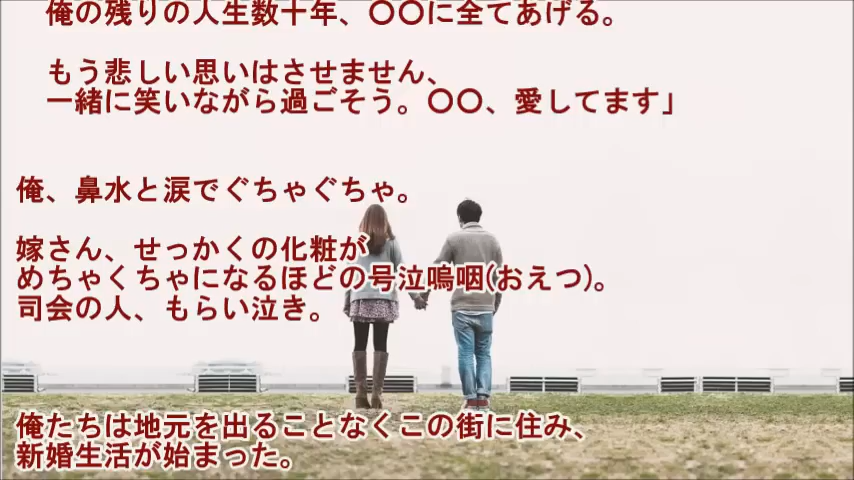 俺の残りの人生数十年、〇〇に全てあげる。
もう悲しい思いはさせません、
一緒に笑いながら過ごそう。〇〇、愛してます」
俺、鼻水と涙でぐちゃぐちゃ。
嫁さん、せっかくの化粧が
めちゃくちゃになるほどの号泣嗚咽(おえつ)。
司会の人、もらい泣き。
俺たちは地元を出ることなくこの街に住み、
新婚生活が始まった。